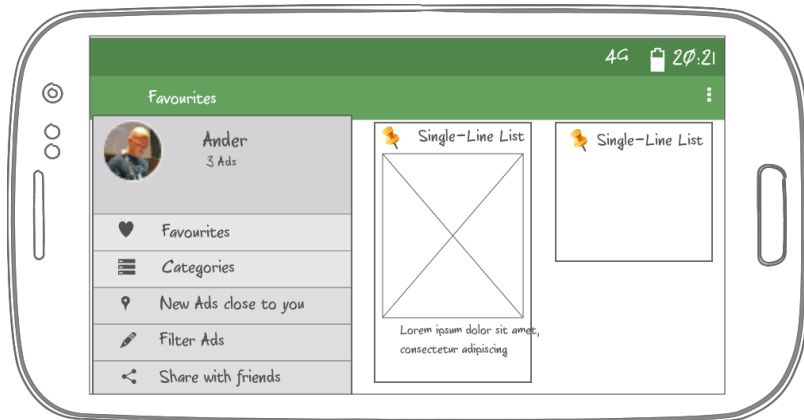 4G 20:21
Favourites
Ander
3 Ads
Favourites
Categories
New Ads close to you
Filter Ads
Share with friends
Single-Line List
Lorem ipsum dolor sit amet,
consectetur adipiscing
Single-Line List